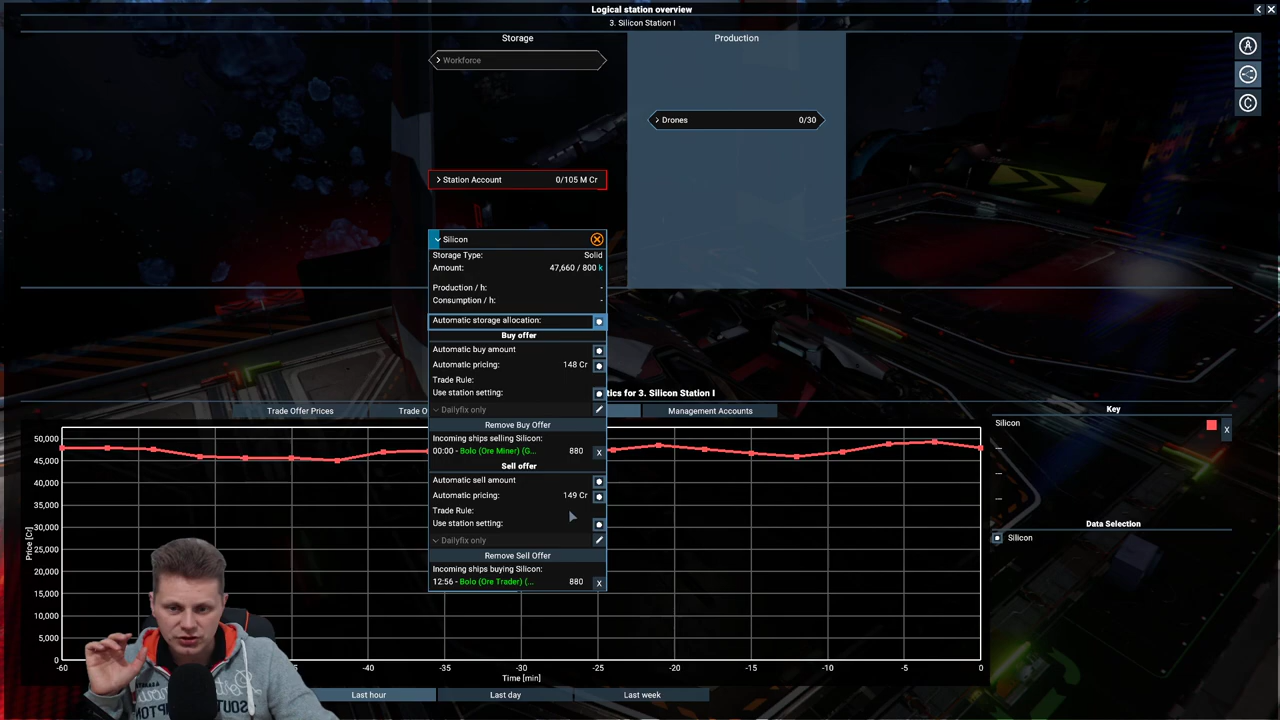 Logical station overview
3. Silicon Station I
Storage
Production
Workforce
Drones 0/30
Station Account 0/105 M Cr
Silicon
Storage Type: Solid
Amount: 47,660 / 800 k
Production / h: -
Consumption / h: -
Automatic storage allocation:
Buy offer
Automatic buy amount
Automatic pricing: 148 Cr
Trade Rule:
Use station setting:
Dailyfix only
Remove Buy Offer
Incoming ships selling Silicon:
00:00 - Bolo (Ore Miner) (G... 880 X
Sell offer
Automatic sell amount
Automatic pricing: 149 Cr
Trade Rule:
Use station setting:
Dailyfix only
Remove Sell Offer
Incoming ships buying Silicon:
12:56 - Bolo (Ore Trader) (... 880 X
tics for 3. Silicon Station I
Trade Offer Prices
Trade O
Management Accounts
50,000
45,000
40,000
35,000
30,000
25,000
20,000
15,000
10,000
5,000
0
Price [Cr]
-60
5
-40
-35
-30
-25
-20
-15
-10
-5
0
Time [min]
Last hour
Last day
Last week
Key
Silicon X
...
...
...
Data Selection
Silicon